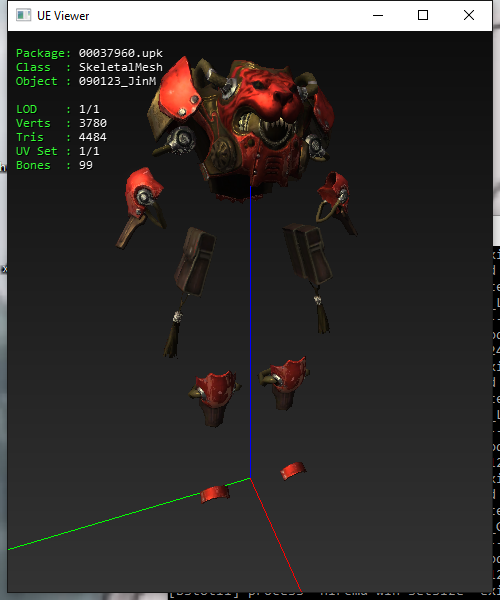 UE Viewer
Package: 00037960.upk
Class : SkeletalMesh
Object : 090123_JinM
LOD : 1/1
Verts : 3780
Tris : 4484
UV Set : 1/1
Bones : 99